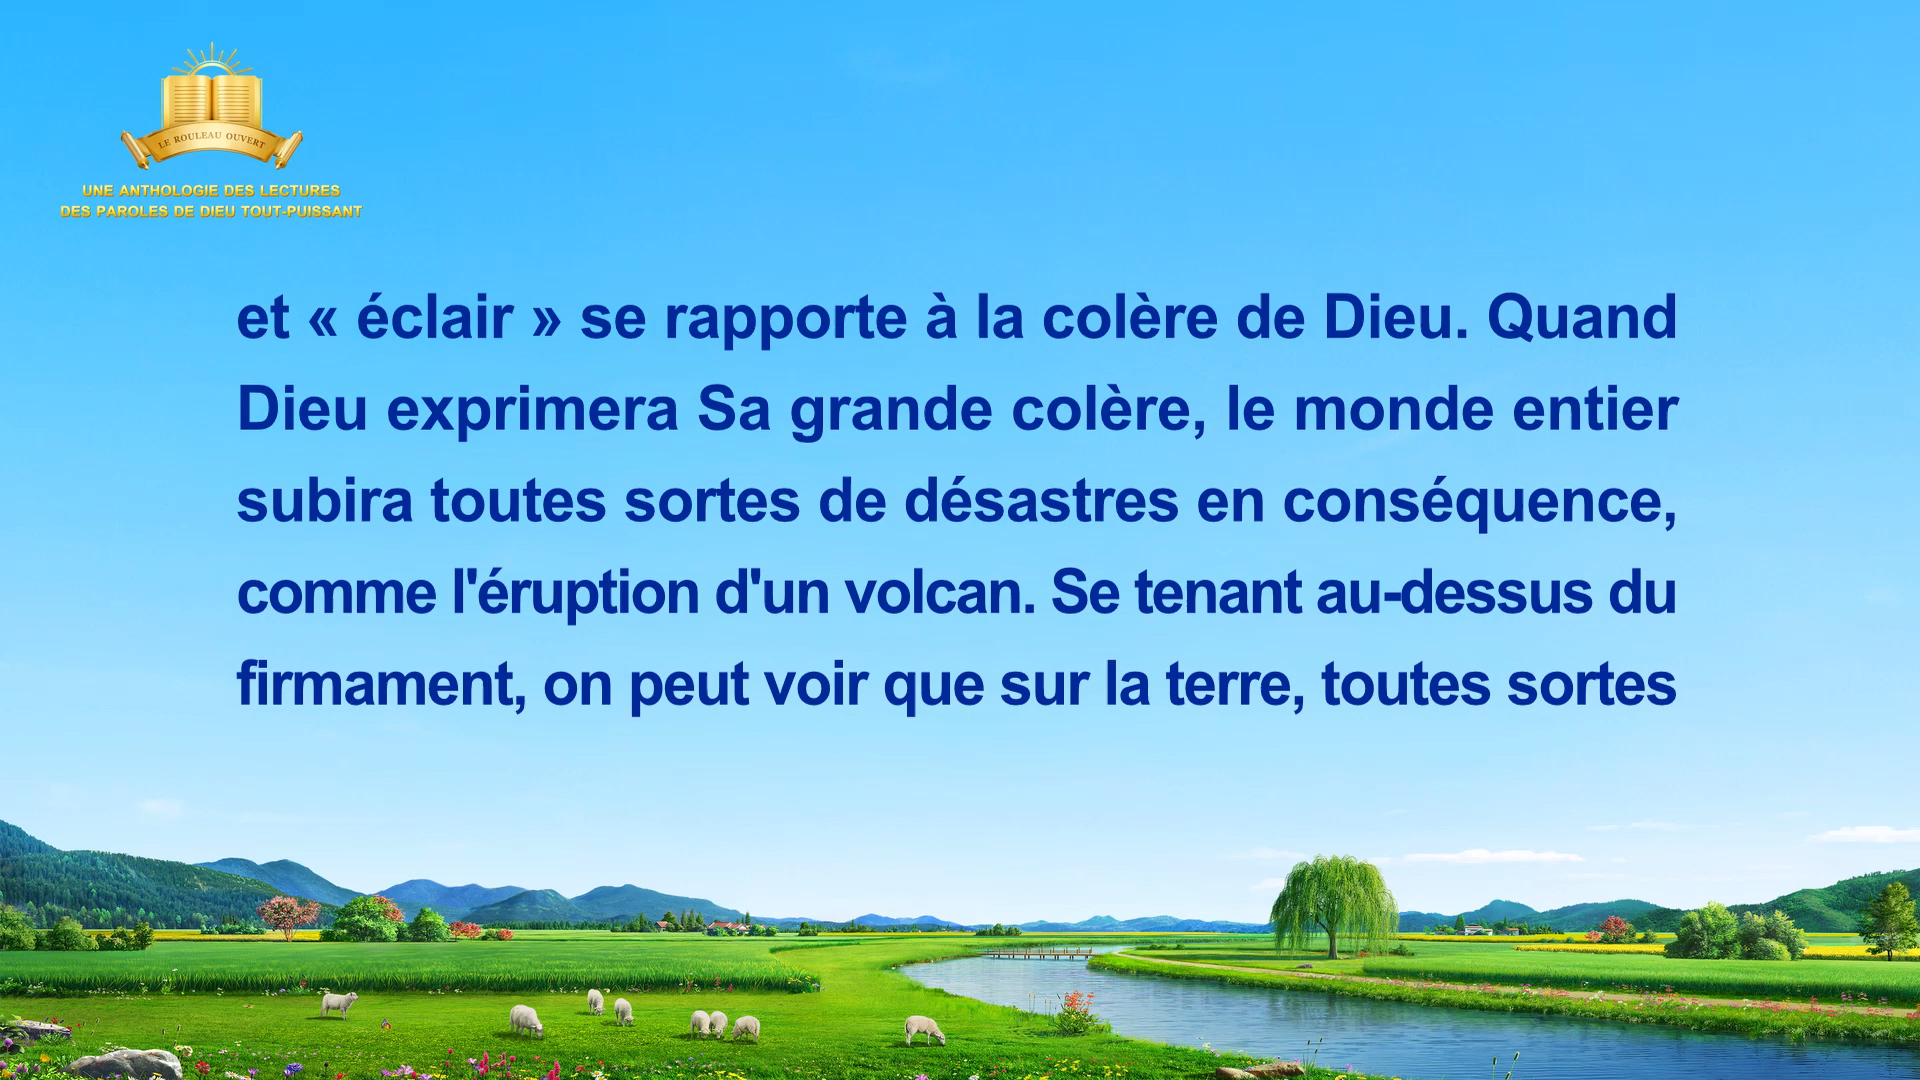 LE ROULEAU OUVERT
UNE ANTHOLOGIE DES LECTURES
DES PAROLES DE DIEU TOUT-PUISSANT
et « éclair » se rapporte à la colère de Dieu. Quand
Dieu exprimera Sa grande colère, le monde entier
subira toutes sortes de désastres en conséquence,
comme l'éruption d'un volcan. Se tenant au-dessus du
firmament, on peut voir que sur la terre, toutes sortes